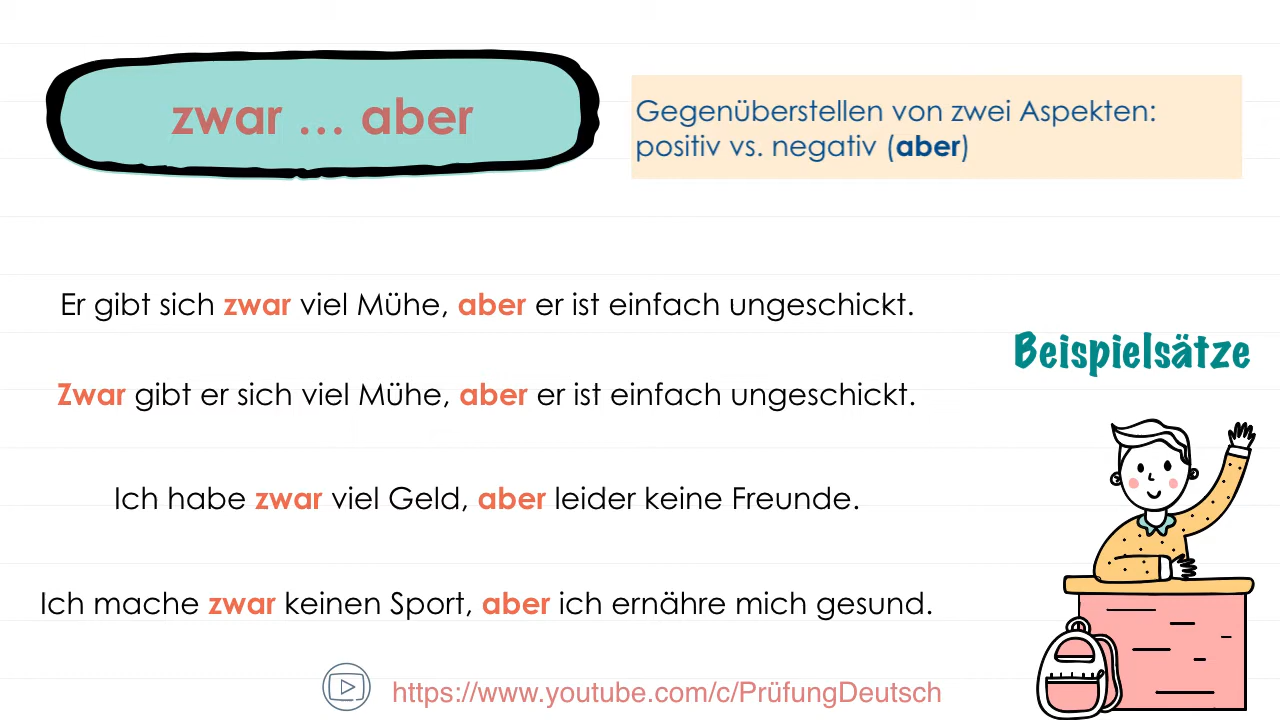 zwar ... aber
Gegenüberstellen von zwei Aspekten:
positiv vs. negativ (aber)
Er gibt sich zwar viel Mühe, aber er ist einfach ungeschickt.
Beispielsätze
Zwar gibt er sich viel Mühe, aber er ist einfach ungeschickt.
Ich habe zwar viel Geld, aber leider keine Freunde.
Ich mache zwar keinen Sport, aber ich ernähre mich gesund.
https://www.youtube.com/c/PrüfungDeutsch